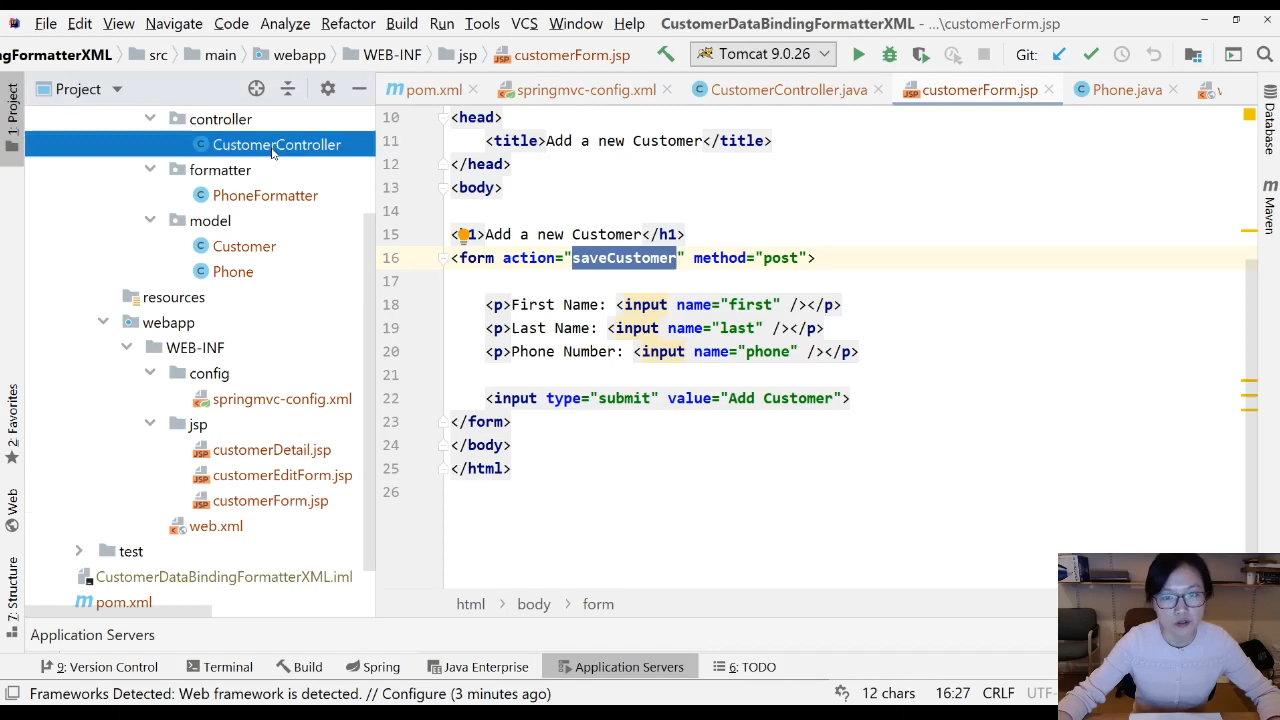 File Edit View Navigate Code Analyze Refactor Build Run Tools VCS Window Help CustomerDataBindingFormatterXML - ...\customerForm.jsp
ngFormatterXML src main webapp WEB-INF jsp customerForm.jsp Tomcat 9.0.26 Git:
Project pom.xml springmvc-config.xml CustomerController.java customerForm.jsp Phone.java
1: Project
2: Favorites
Web
7: Structure
controller
CustomerController
formatter
PhoneFormatter
model
Customer
Phone
resources
webapp
WEB-INF
config
springmvc-config.xml
jsp
customerDetail.jsp
customerEditForm.jsp
customerForm.jsp
web.xml
test
CustomerDataBindingFormatterXML.iml
pom.xml
10 <head>
11 <title>Add a new Customer</title>
12 </head>
13 <body>
14
15 <h1>Add a new Customer</h1>
16 <form action="saveCustomer" method="post">
17
18 <p>First Name: <input name="first" /></p>
19 <p>Last Name: <input name="last" /></p>
20 <p>Phone Number: <input name="phone" /></p>
21
22 <input type="submit" value="Add Customer">
23 </form>
24 </body>
25 </html>
26
html body form
Database
Maven
Application Servers
9: Version Control Terminal Build Spring Java Enterprise Application Servers 6: TODO
Frameworks Detected: Web framework is detected. // Configure (3 minutes ago) 12 chars 16:27 CRLF UTF-